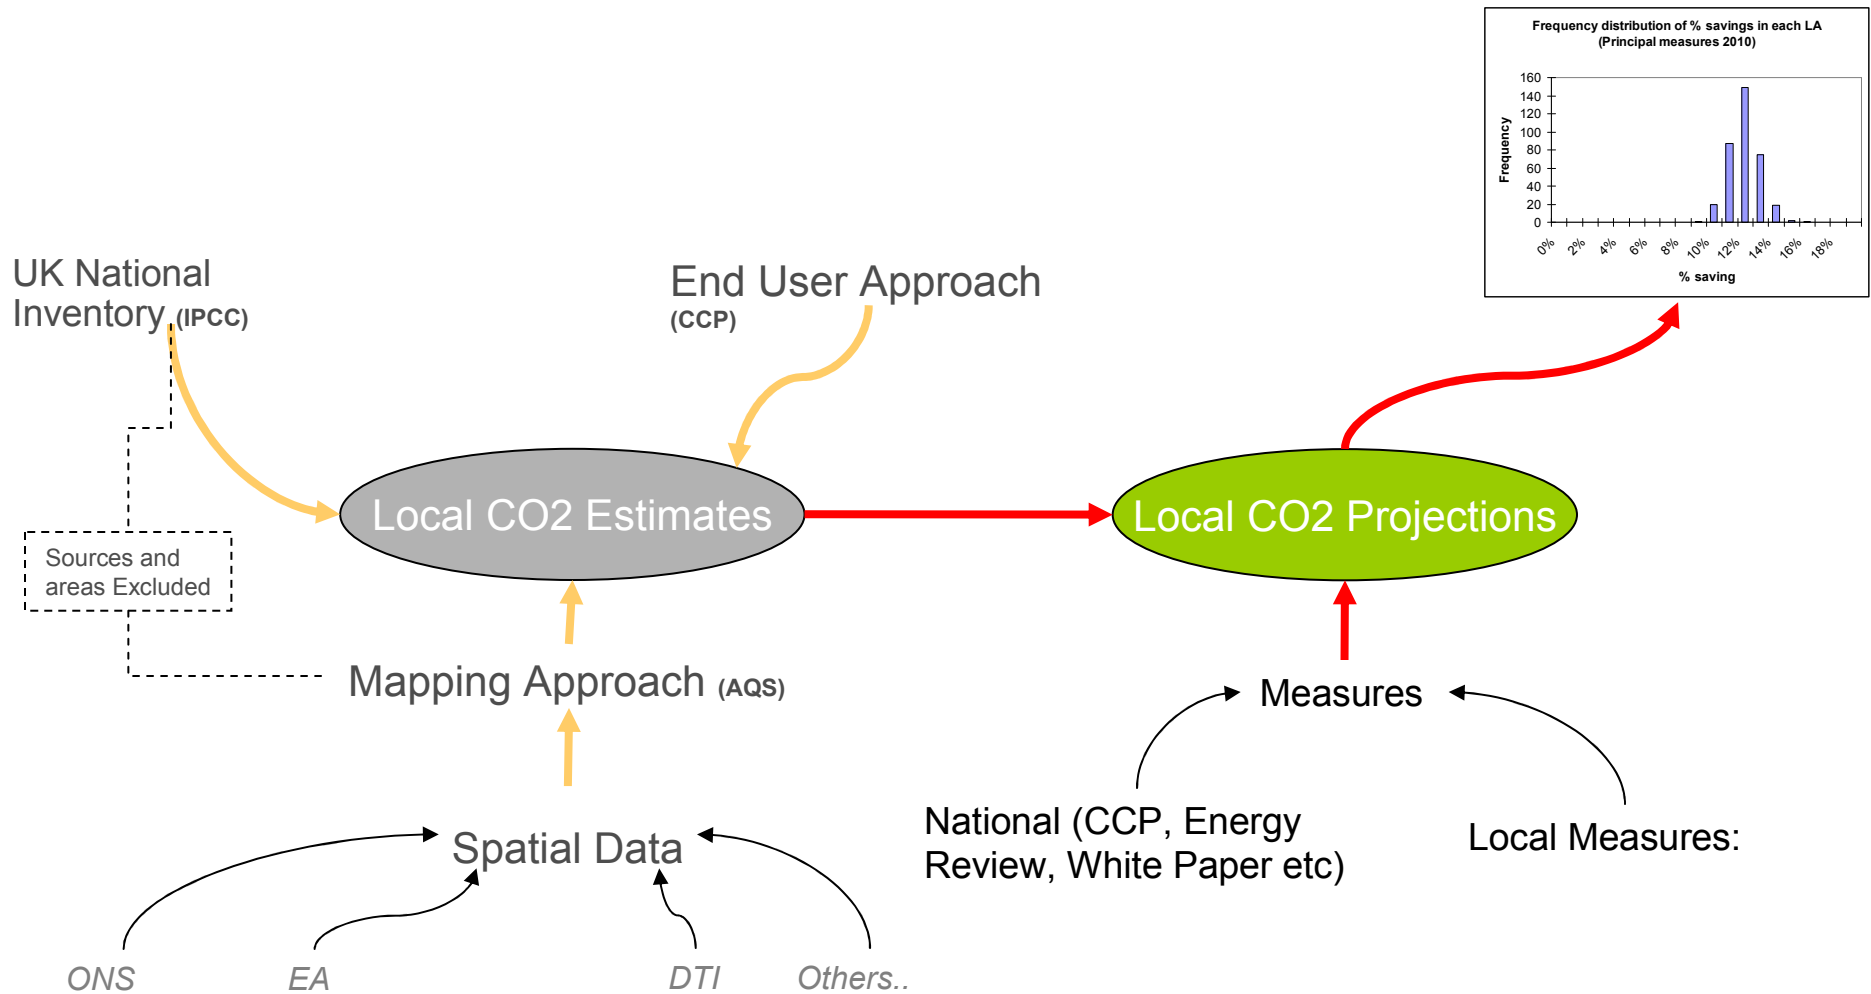 Frequency distribution of % savings in each LA
(Principal measures 2010)
160
140
120
100
80
60
40
20
0
Frequency
0%
2%
4%
6%
8%
10%
12%
14%
16%
18%
% saving
UK National
Inventory (IPCC)
End User Approach
(CCP)
Local CO2 Estimates
Local CO2 Projections
Sources and
areas Excluded
Mapping Approach (AQS)
Measures
Spatial Data
National (CCP, Energy
Review, White Paper etc)
Local Measures:
ONS
EA
DTI
Others..